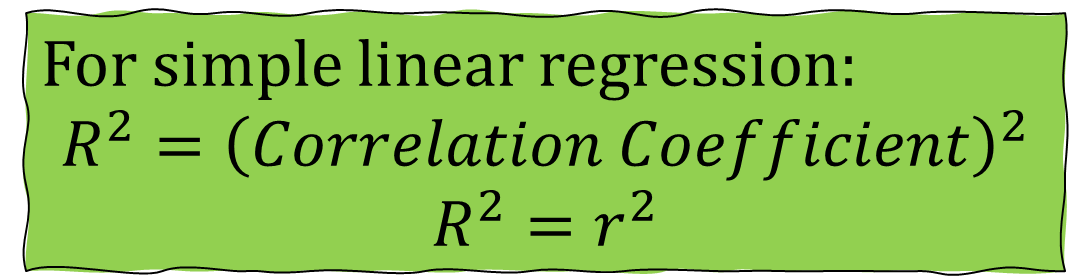 For simple linear regression:
R² = (Correlation Coefficient)²
R² = r²